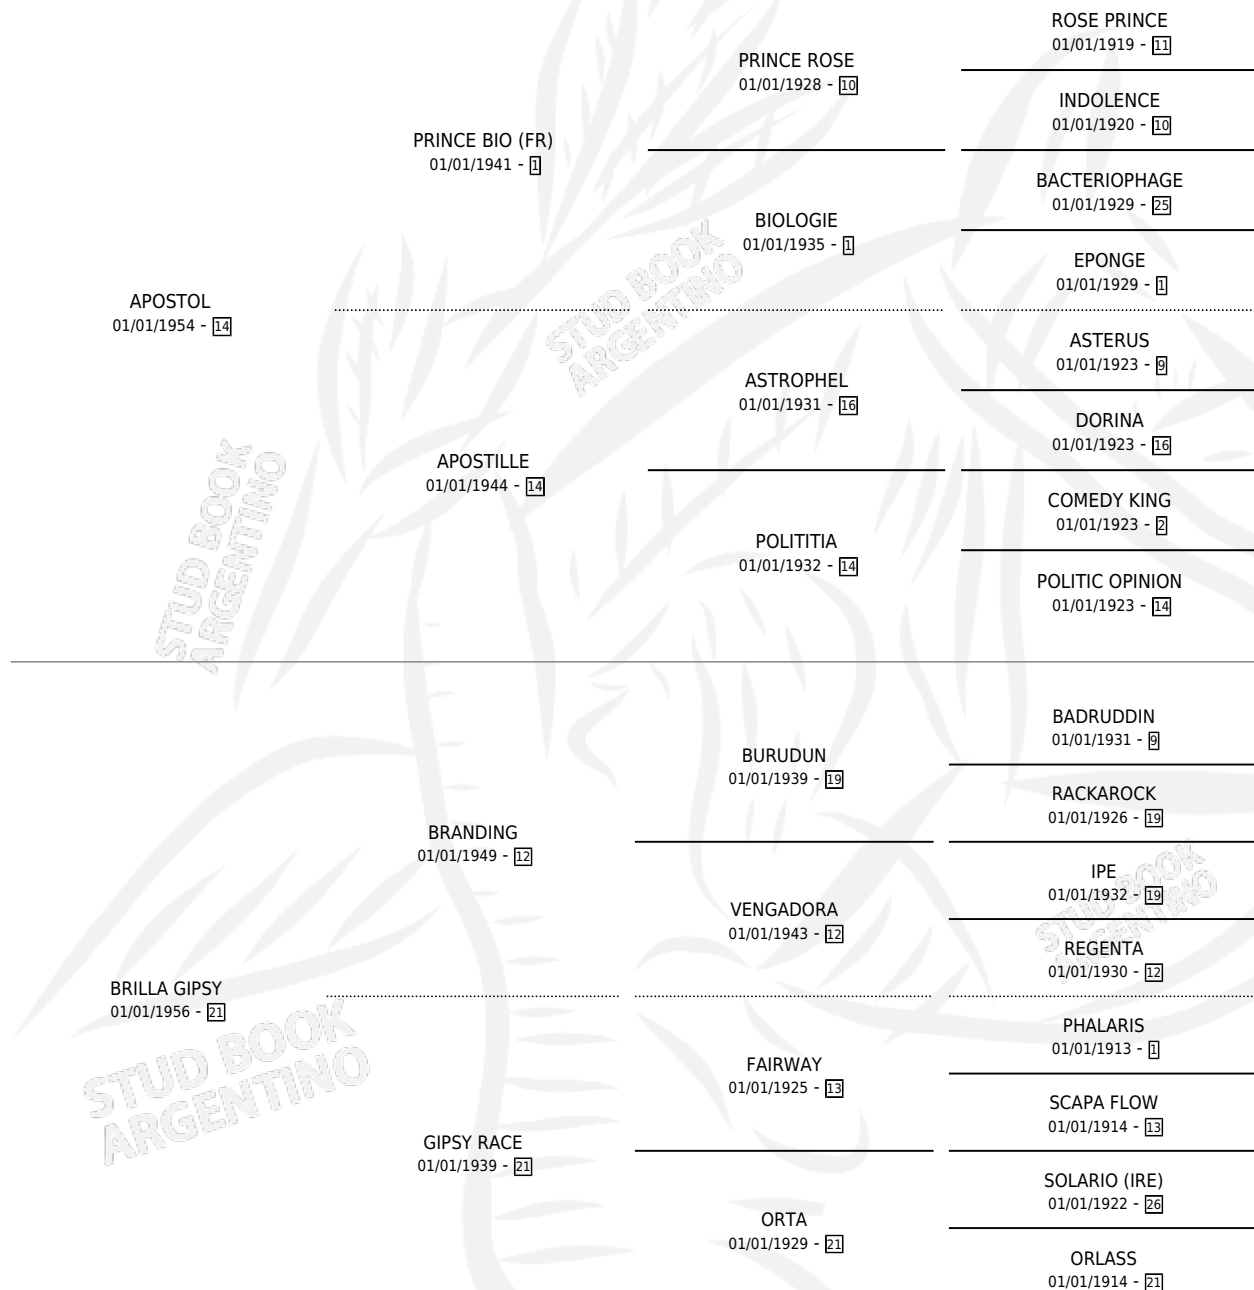 ROSE PRINCE
01/01/1919 - 11
PRINCE ROSE
01/01/1928 - 10
INDOLENCE
01/01/1920 - 10
PRINCE BIO (FR)
01/01/1941 - 1
BACTERIOPHAGE
01/01/1929 - 25
BIOLOGIE
01/01/1935 - 1
EPONGE
01/01/1929 - 1
APOSTOL
01/01/1954 - 14
ASTERUS
01/01/1923 - 9
ASTROPHEL
01/01/1931 - 16
DORINA
01/01/1923 - 16
APOSTILLE
01/01/1944 - 14
COMEDY KING
01/01/1923 - 2
POLITITIA
01/01/1932 - 14
POLITIC OPINION
01/01/1923 - 14
BADRUDDIN
01/01/1931 - 9
BURUDUN
01/01/1939 - 19
RACKAROCK
01/01/1926 - 19
BRANDING
01/01/1949 - 12
IPE
01/01/1932 - 19
VENGADORA
01/01/1943 - 12
REGENTA
01/01/1930 - 12
BRILLA GIPSY
01/01/1956 - 21
PHALARIS
01/01/1913 - 1
FAIRWAY
01/01/1925 - 13
SCAPA FLOW
01/01/1914 - 13
GIPSY RACE
01/01/1939 - 21
SOLARIO (IRE)
01/01/1922 - 26
ORTA
01/01/1929 - 21
ORLASS
01/01/1914 - 21
STUD BOOK
ARGENTINO
STUD BOOK
ARGENTINO
STUD BOOK
ARGENTINO
STUD BOOK
ARGENTINO